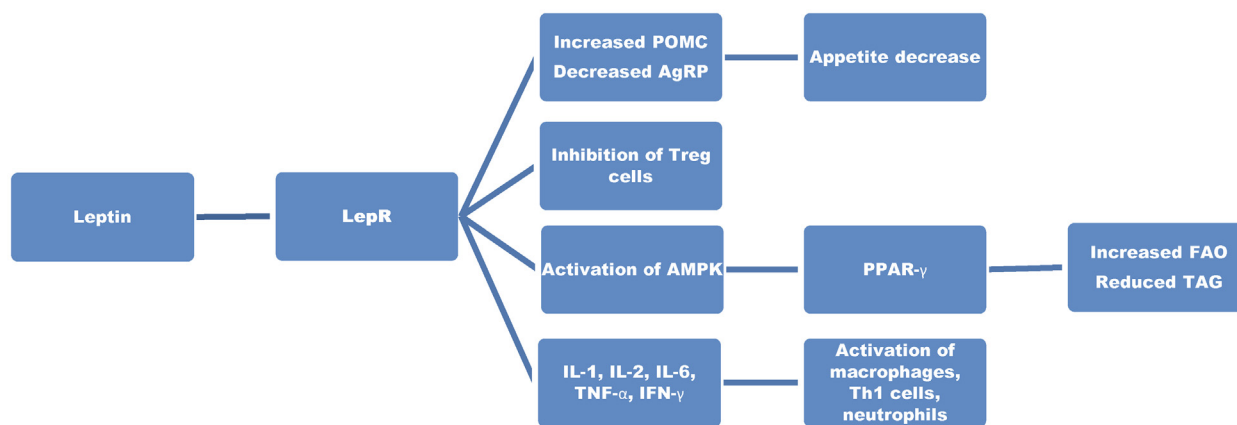 Increased POMC
Decreased AgRP
Appetite decrease
Inhibition of Treg
cells
Leptin
LepR
Activation of AMPK
PPAR-γ
Increased FAO
Reduced TAG
IL-1, IL-2, IL-6,
TNF-α, IFN-γ
Activation of
macrophages,
Th1 cells,
neutrophils